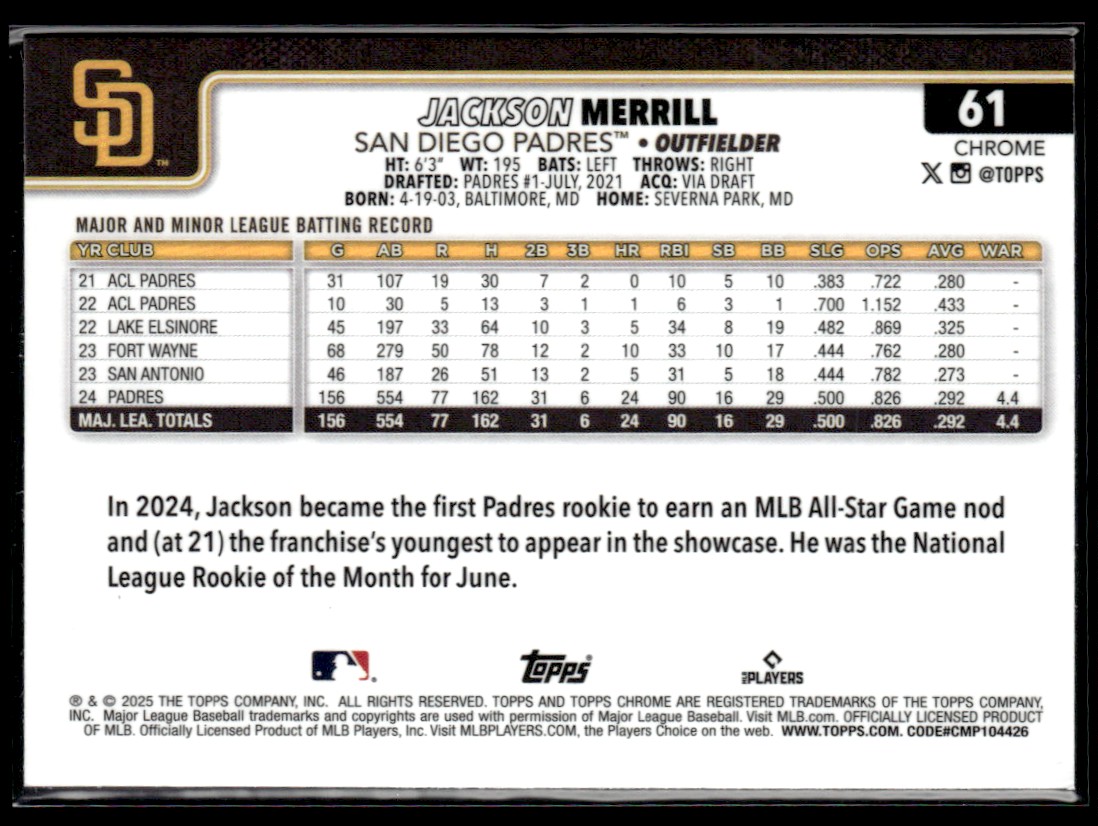 SD™
61
JACKSON MERRILL
CHROME
SAN DIEGO PADRES™ • OUTFIELDER
@TOPPS
HT: 6'3" WT: 195 BATS: LEFT THROWS: RIGHT
DRAFTED: PADRES #1-JULY, 2021 ACQ: VIA DRAFT
BORN: 4-19-03, BALTIMORE, MD HOME: SEVERNA PARK, MD
MAJOR AND MINOR LEAGUE BATTING RECORD
YR CLUB G AB R H 2B 3B HR RBI SB BB SLG OPS AVG WAR
21 ACL PADRES 31 107 19 30 7 2 0 10 5 10 .383 .722 .280 -
22 ACL PADRES 10 30 5 13 3 1 1 6 3 1 .700 1.152 .433 -
22 LAKE ELSINORE 45 197 33 64 10 3 5 34 8 19 .482 .869 .325 -
23 FORT WAYNE 68 279 50 78 12 2 10 33 10 17 .444 .762 .280 -
23 SAN ANTONIO 46 187 26 51 13 2 5 31 5 18 .444 .782 .273 -
24 PADRES 156 554 77 162 31 6 24 90 16 29 .500 .826 .292 4.4
MAJ. LEA. TOTALS 156 554 77 162 31 6 24 90 16 29 .500 .826 .292 4.4
In 2024, Jackson became the first Padres rookie to earn an MLB All-Star Game nod
and (at 21) the franchise's youngest to appear in the showcase. He was the National
League Rookie of the Month for June.
topps®
MLB PLAYERS
® & © 2025 THE TOPPS COMPANY, INC. ALL RIGHTS RESERVED. TOPPS AND TOPPS CHROME ARE REGISTERED TRADEMARKS OF THE TOPPS COMPANY,
INC. Major League Baseball trademarks and copyrights are used with permission of Major League Baseball. Visit MLB.com. OFFICIALLY LICENSED PRODUCT
OF MLB. Officially Licensed Product of MLB Players, Inc. Visit MLBPLAYERS.COM, the Players Choice on the web. WWW.TOPPS.COM. CODE#CMP104426